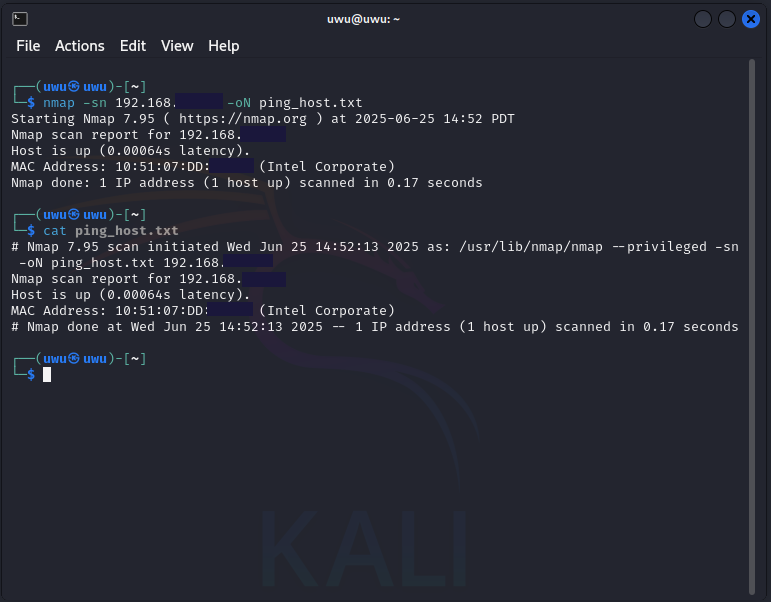 uwu@uwu: ~
File Actions Edit View Help
┌──(uwu㉿uwu)-[~]
└─$ nmap -sn 192.168. -oN ping_host.txt
Starting Nmap 7.95 ( https://nmap.org ) at 2025-06-25 14:52 PDT
Nmap scan report for 192.168.
Host is up (0.00064s latency).
MAC Address: 10:51:07:DD: (Intel Corporate)
Nmap done: 1 IP address (1 host up) scanned in 0.17 seconds
┌──(uwu㉿uwu)-[~]
└─$ cat ping_host.txt
# Nmap 7.95 scan initiated Wed Jun 25 14:52:13 2025 as: /usr/lib/nmap/nmap --privileged -sn
-oN ping_host.txt 192.168.
Nmap scan report for 192.168.
Host is up (0.00064s latency).
MAC Address: 10:51:07:DD: (Intel Corporate)
# Nmap done at Wed Jun 25 14:52:13 2025 -- 1 IP address (1 host up) scanned in 0.17 seconds
┌──(uwu㉿uwu)-[~]
└─$
KALI